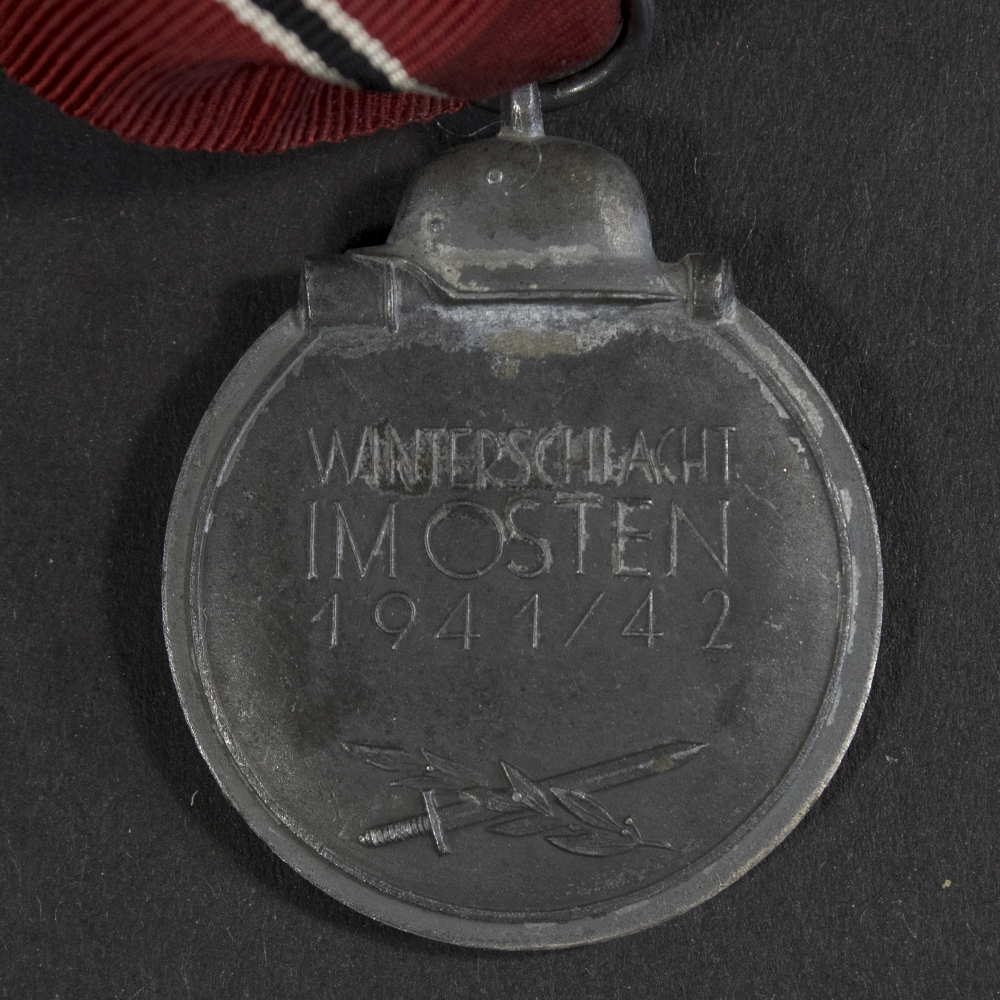 WINTERSCHLACHT
IM OSTEN
1941/42